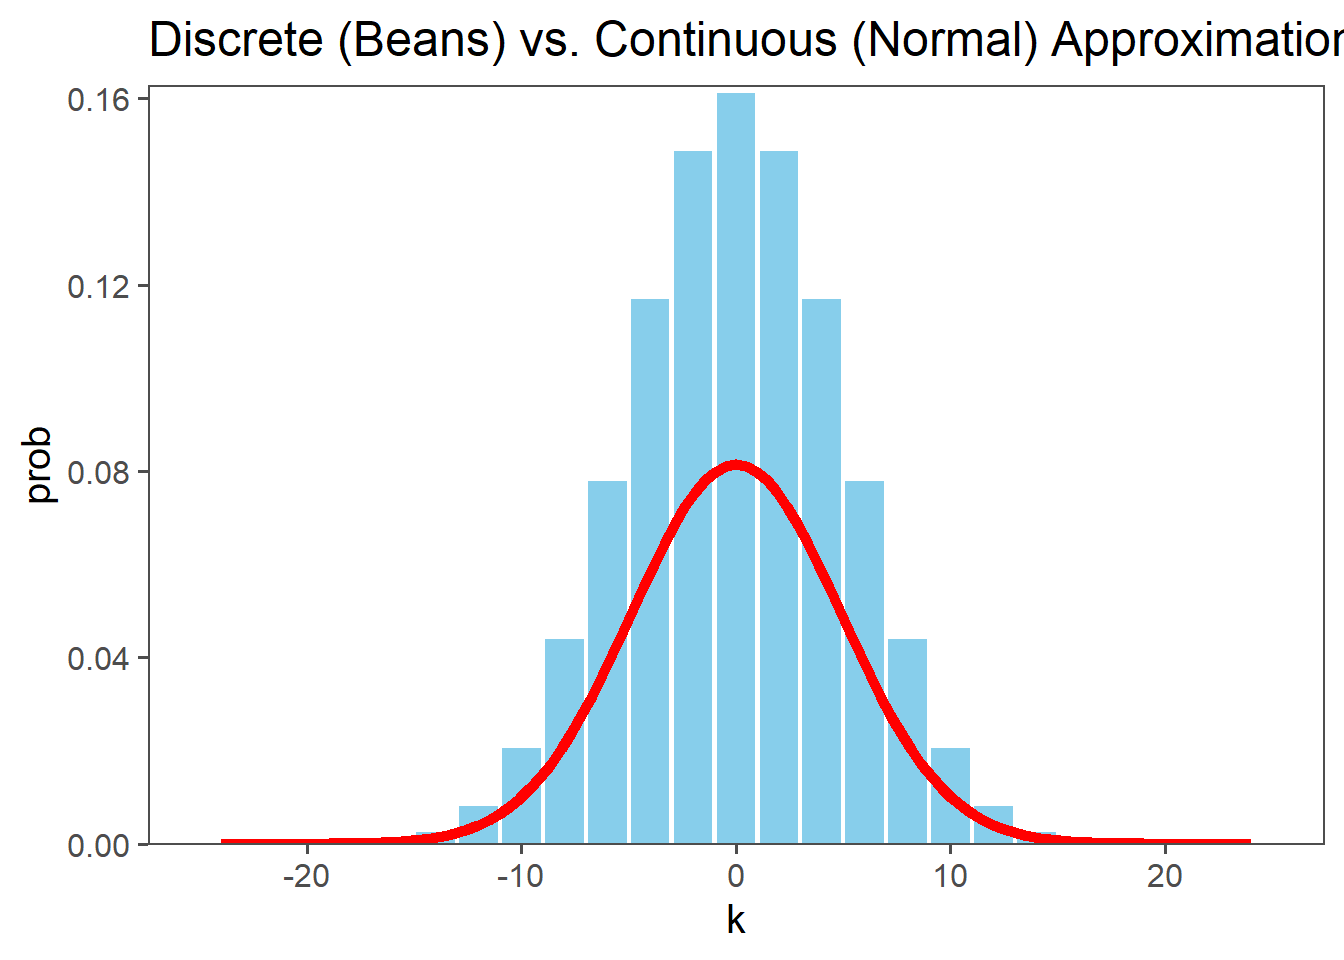 Discrete (Beans) vs. Continuous (Normal) Approximation
0.16
0.12
0.08
0.04
0.00
prob
-20 -10 0 10 20
k